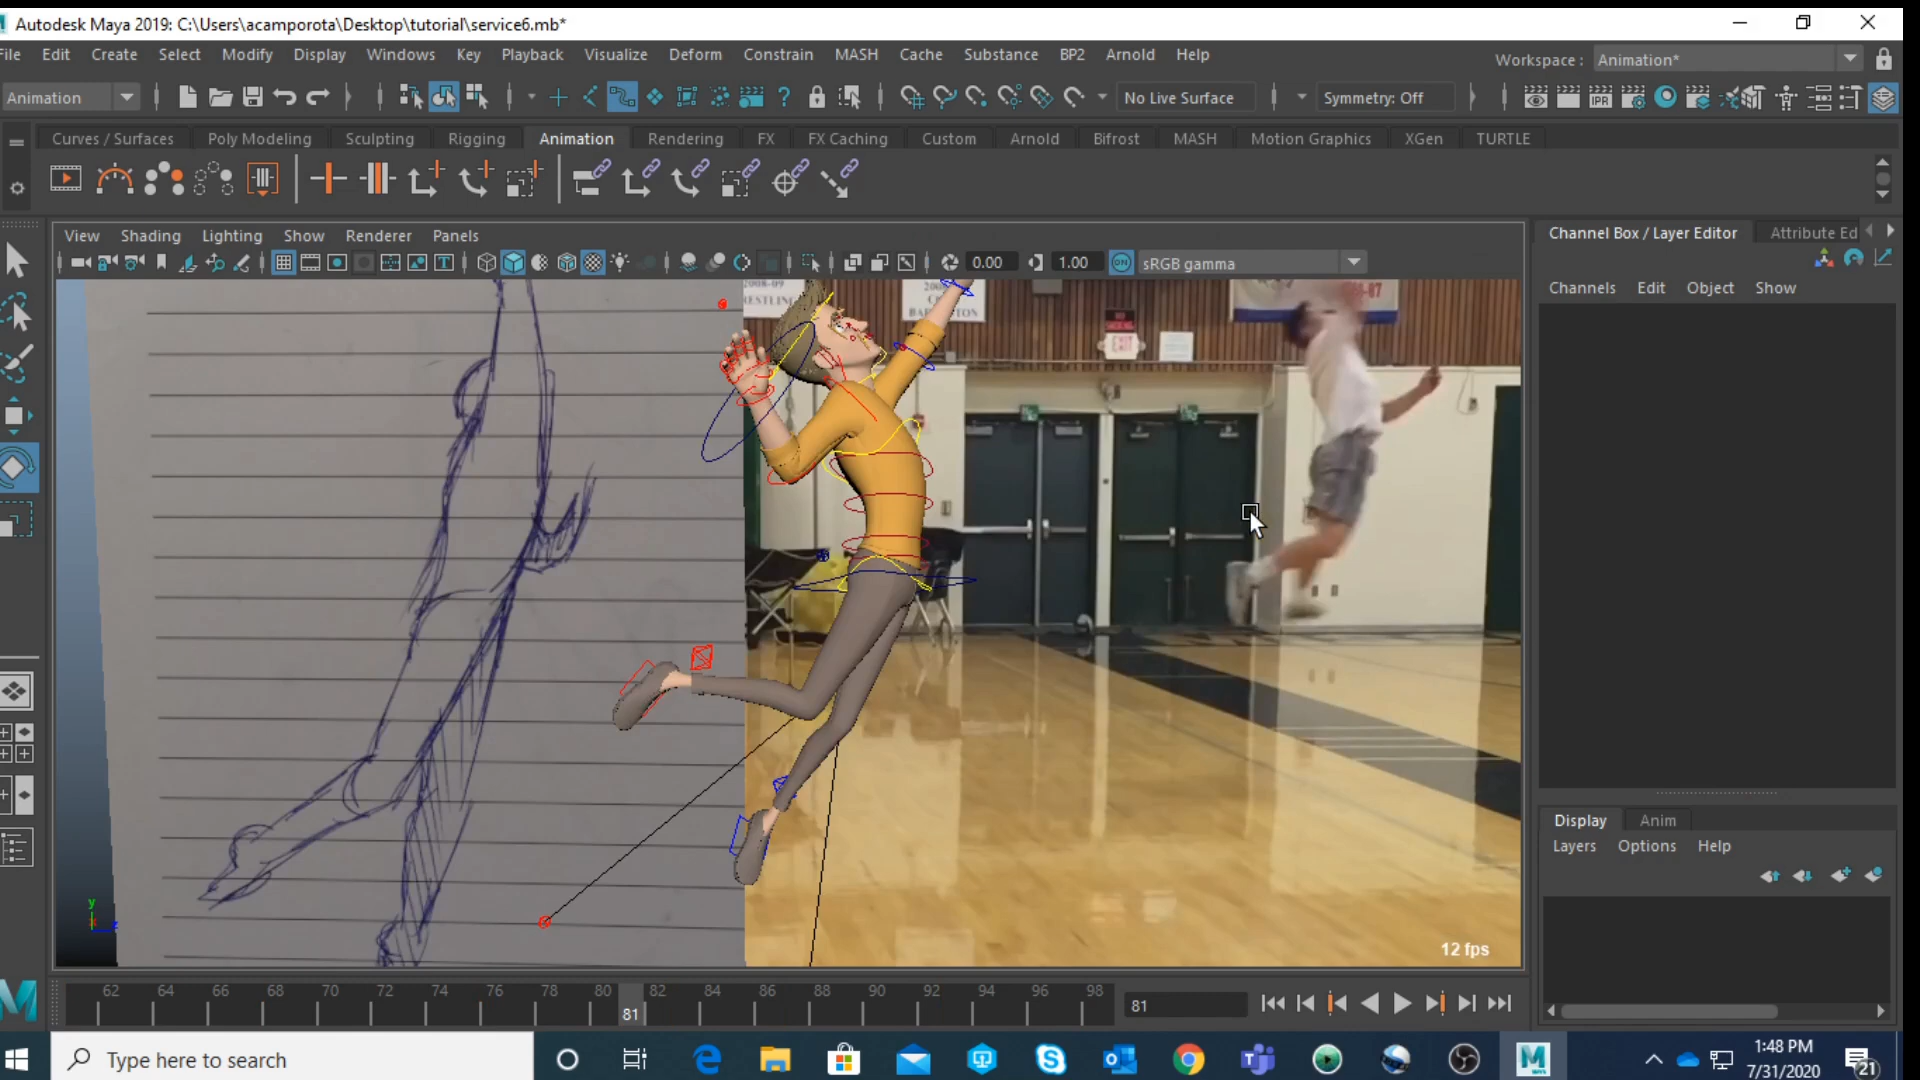 Autodesk Maya 2019: C:\Users\acamporota\Desktop\tutorial\service6.mb*
File Edit Create Select Modify Display Windows Key Playback Visualize Deform Constrain MASH Cache Substance BP2 Arnold Help
Workspace : Animation*
Animation No Live Surface Symmetry: Off
IPR
Curves / Surfaces Poly Modeling Sculpting Rigging Animation Rendering FX FX Caching Custom Arnold Bifrost MASH Motion Graphics XGen TURTLE
View Shading Lighting Show Renderer Panels
0.00 1.00 ON sRGB gamma
Channel Box / Layer Editor Attribute Ed
Channels Edit Object Show
2008-09
EXIT
12 fps
y
Display Anim
Layers Options Help
62 64 66 68 70 72 74 76 78 80 82 84 86 88 90 92 94 96 98
81
81
Type here to search
1:48 PM
7/31/2020
21